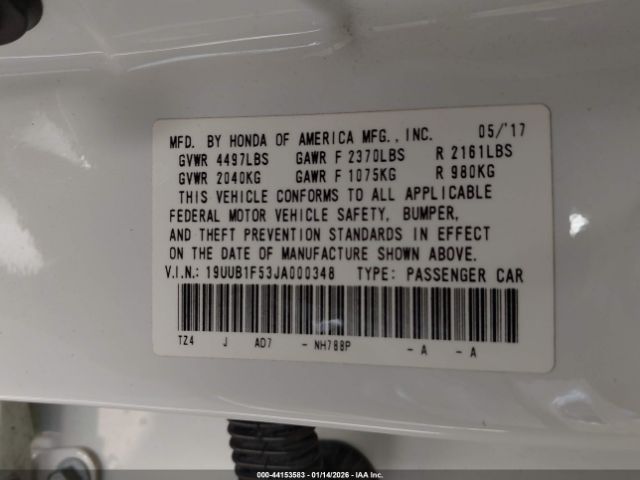 MFD. BY HONDA OF AMERICA MFG., INC. 05/'17
GVWR 4497LBS GAWR F 2370LBS R 2161LBS
GVWR 2040KG GAWR F 1075KG R 980KG
THIS VEHICLE CONFORMS TO ALL APPLICABLE
FEDERAL MOTOR VEHICLE SAFETY, BUMPER,
AND THEFT PREVENTION STANDARDS IN EFFECT
ON THE DATE OF MANUFACTURE SHOWN ABOVE.
V.I.N.: 19UUB1F53JA000348 TYPE: PASSENGER CAR
TZ4 J AD7 - NH788P - A - A
000-44153583 - 01/14/2026 - IAA Inc.